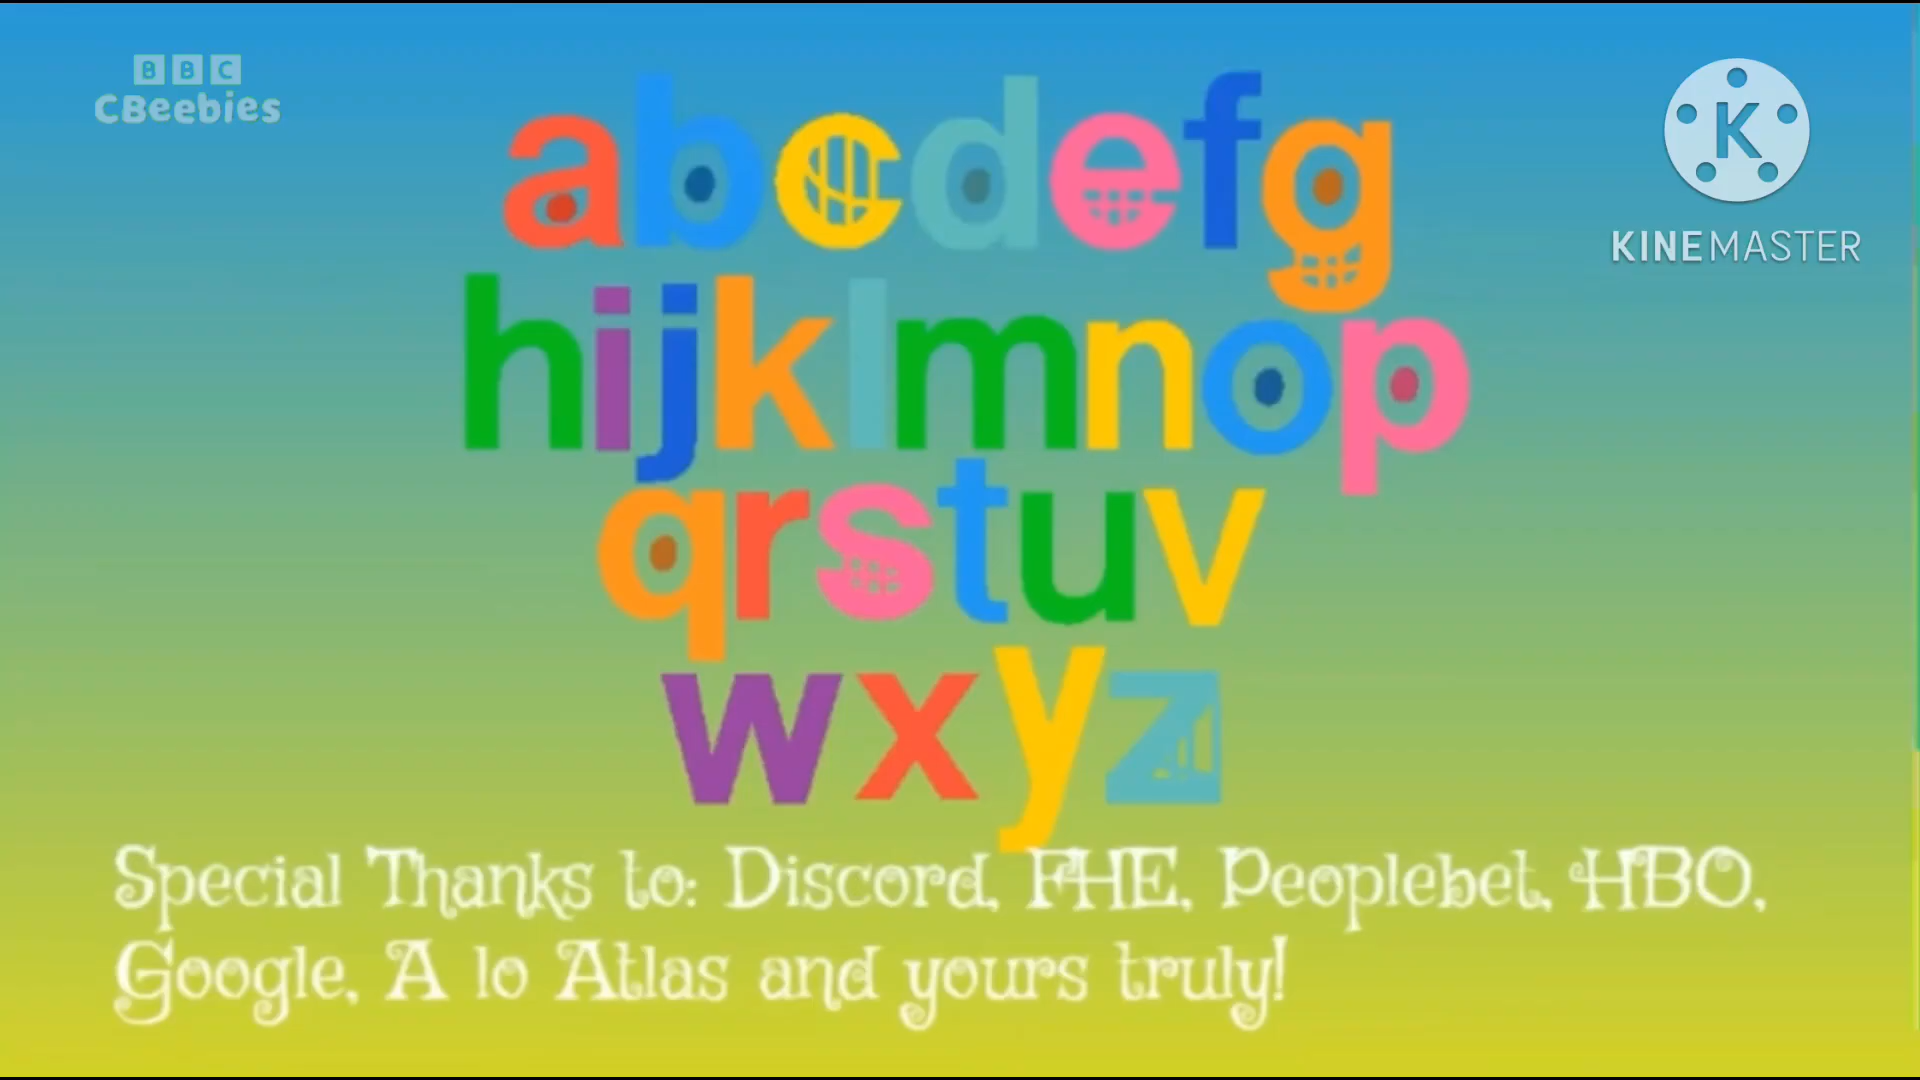 BBC
CBeebies
K
KINEMASTER
abcdefg
hijklmnop
qrstuv
wxyz
Special Thanks to: Discord, FHE, Peoplebet, HBO,
Google, A lo Atlas and yours truly!